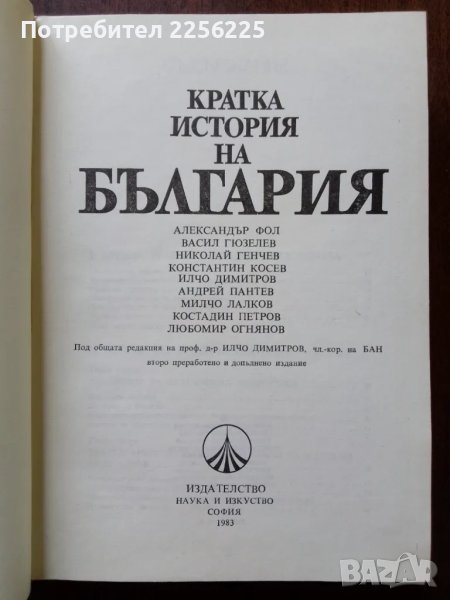 Потребител 2256225
КРАТКА
ИСТОРИЯ
НА
БЪЛГАРИЯ
АЛЕКСАНДЪР ФОЛ
ВАСИЛ ГЮЗЕЛЕВ
НИКОЛАЙ ГЕНЧЕВ
КОНСТАНТИН КОСЕВ
ИЛЧО ДИМИТРОВ
АНДРЕЙ ПАНТЕВ
МИЛЧО ЛАЛКОВ
КОСТАДИН ПЕТРОВ
ЛЮБОМИР ОГНЯНОВ
Под общата редакция на проф. д-р ИЛЧО ДИМИТРОВ, чл.-кор. на БАН
второ преработено и допълнено издание
ИЗДАТЕЛСТВО
НАУКА И ИЗКУСТВО
СОФИЯ
1983
BAZAR